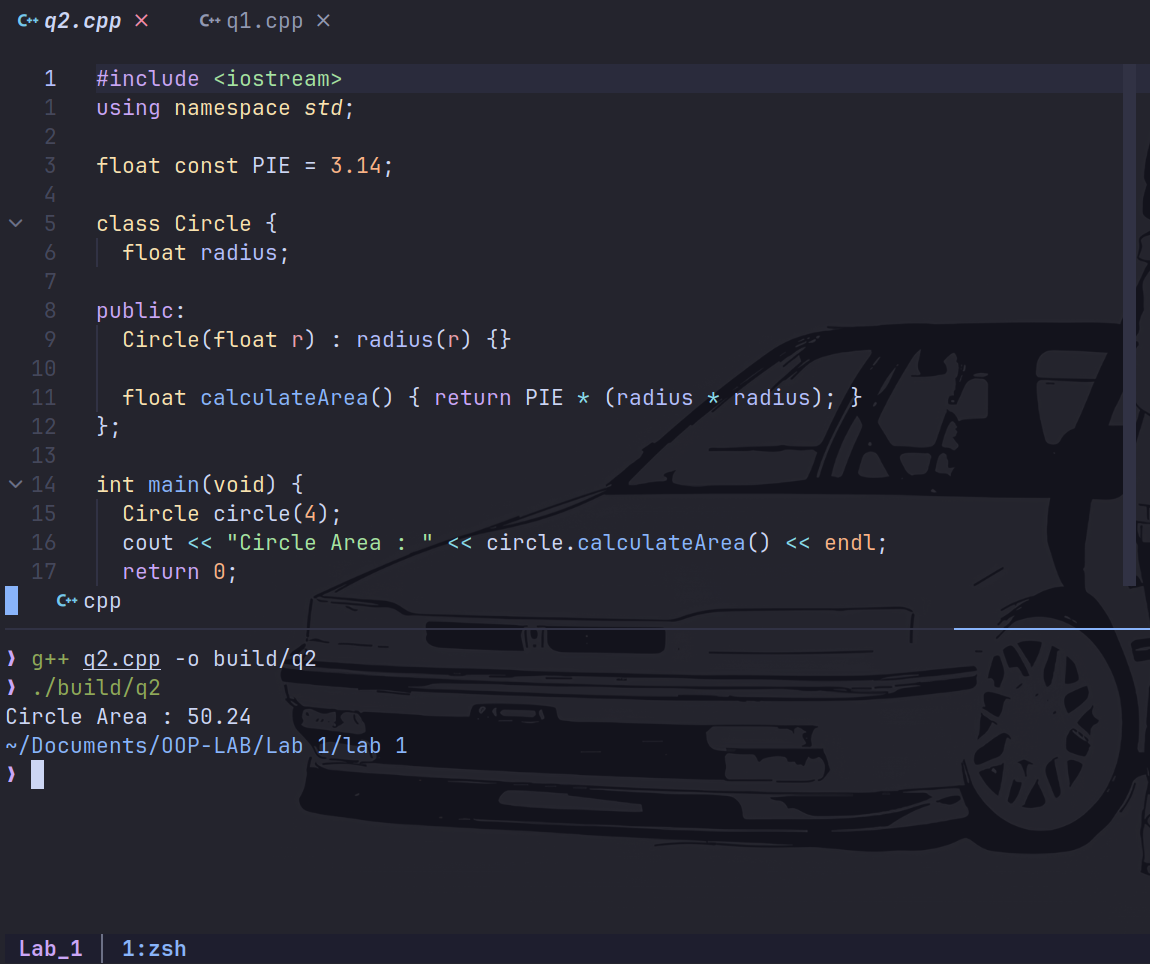 C++ q2.cpp × C++ q1.cpp ×
1 #include <iostream>
1 using namespace std;
2
3 float const PIE = 3.14;
4
5 class Circle {
6   float radius;
7
8 public:
9   Circle(float r) : radius(r) {}
10
11   float calculateArea() { return PIE * (radius * radius); }
12 };
13
14 int main(void) {
15   Circle circle(4);
16   cout << "Circle Area : " << circle.calculateArea() << endl;
17   return 0;
C++ cpp
❯ g++ q2.cpp -o build/q2
❯ ./build/q2
Circle Area : 50.24
~/Documents/OOP-LAB/Lab 1/lab 1
❯
Lab_1 │ 1:zsh